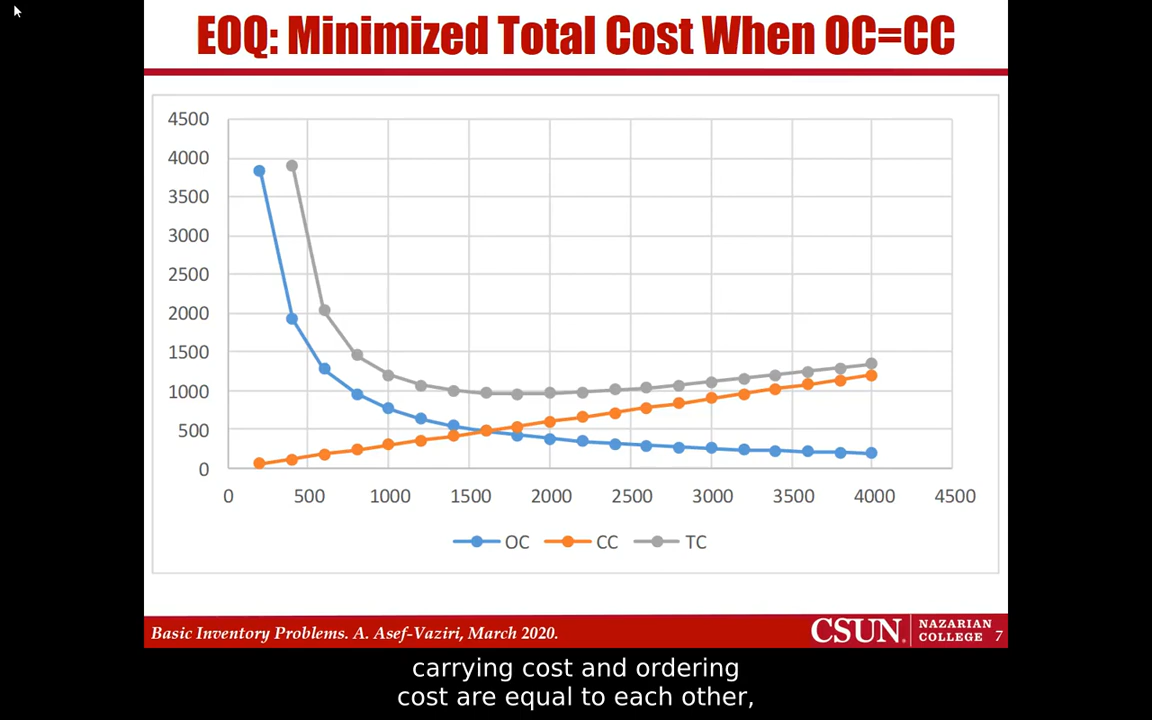 EOQ: Minimized Total Cost When OC=CC
4500
4000
3500
3000
2500
2000
1500
1000
500
0
0 500 1000 1500 2000 2500 3000 3500 4000 4500
OC CC TC
Basic Inventory Problems. A. Asef-Vaziri, March 2020.
CSUN. NAZARIAN COLLEGE 7
carrying cost and ordering
cost are equal to each other,